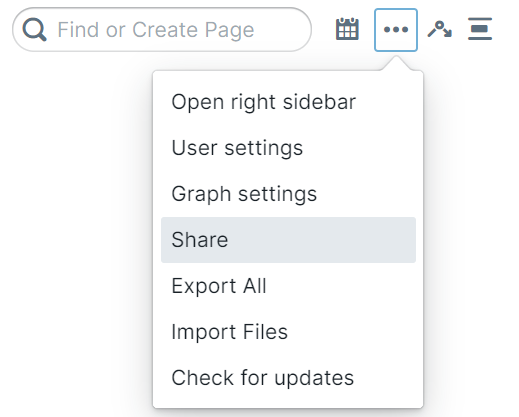 Find or Create Page
Open right sidebar
User settings
Graph settings
Share
Export All
Import Files
Check for updates